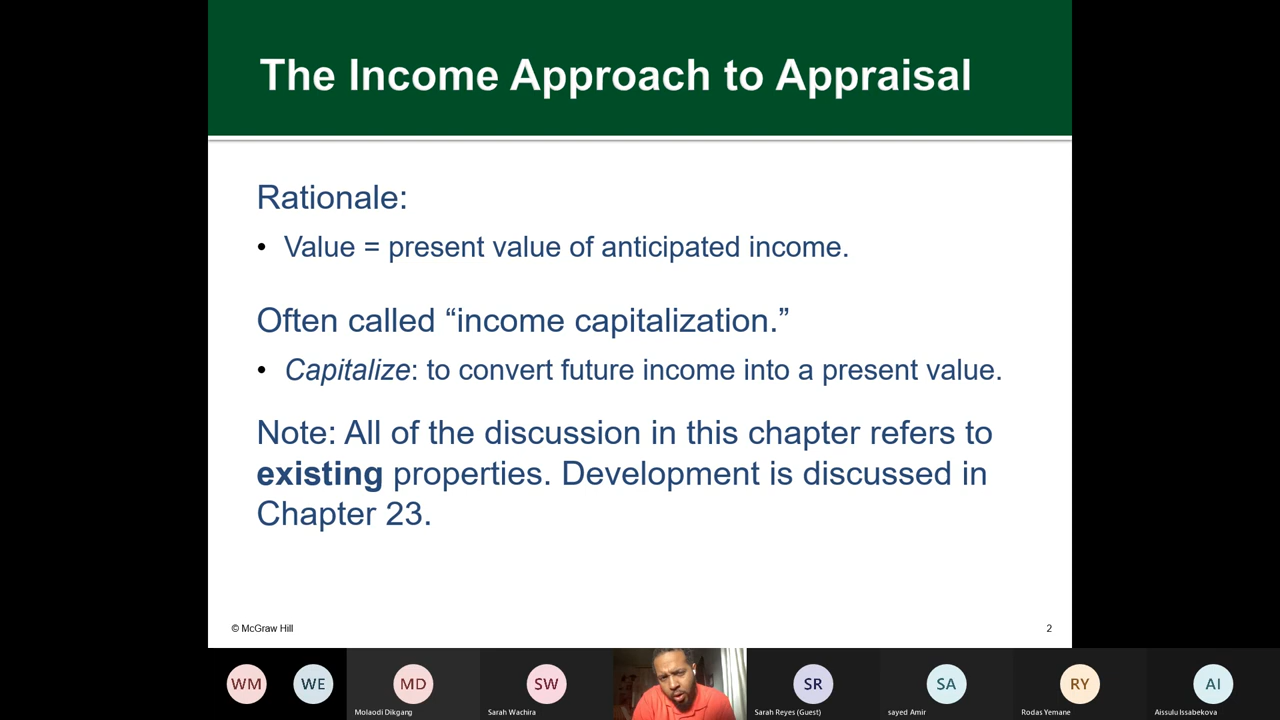 The Income Approach to Appraisal
Rationale:
• Value = present value of anticipated income.
Often called “income capitalization.”
• Capitalize: to convert future income into a present value.
Note: All of the discussion in this chapter refers to
existing properties. Development is discussed in
Chapter 23.
© McGraw Hill
2
WM
WE
MD
SW
SR
SA
RY
AI
Molaodi Dikgang
Sarah Wachira
Sarah Reyes (Guest)
sayed Amir
Rodas Yemane
Aissulu Issabekova